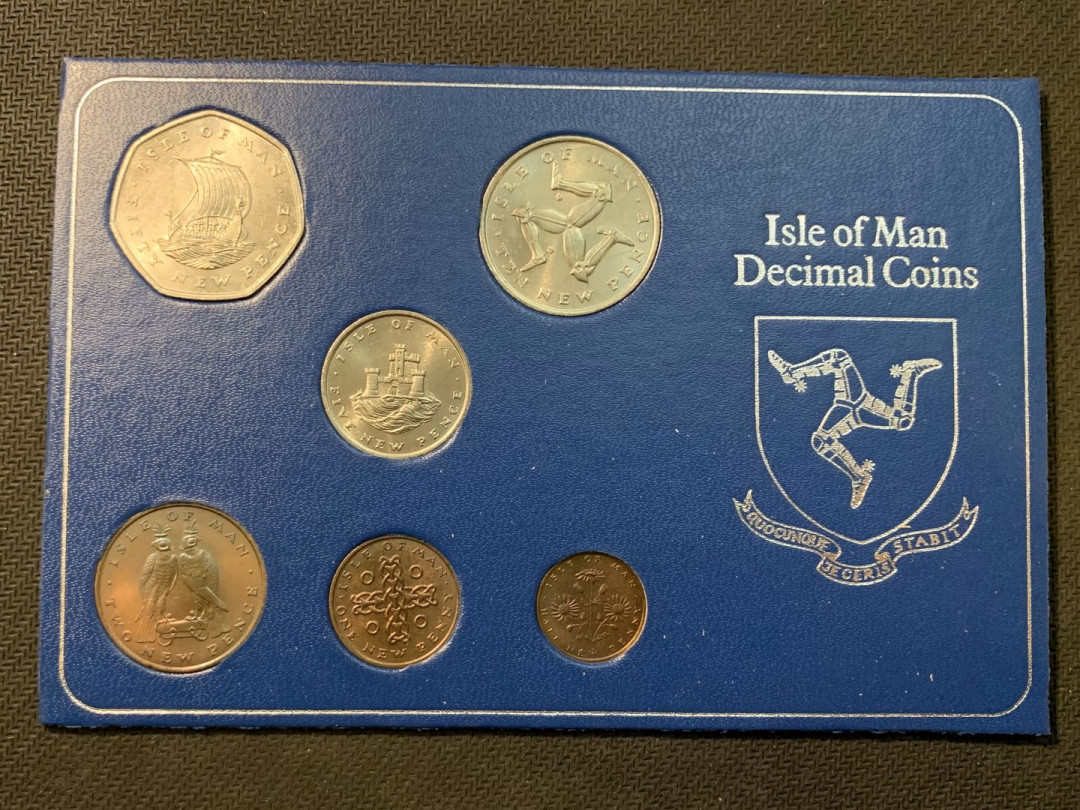 ISLE OF MAN
FIFTY NEW PENCE
ISLE OF MAN
TEN NEW PENCE
Isle of Man
Decimal Coins
ISLE OF MAN
FIVE NEW PENCE
QUOCUNQUE
JECERIS
STABIT
ISLE OF MAN
TWO NEW PENCE
ISLE OF MAN
ONE NEW PENNY
ISLE OF MAN
NEW PENNY